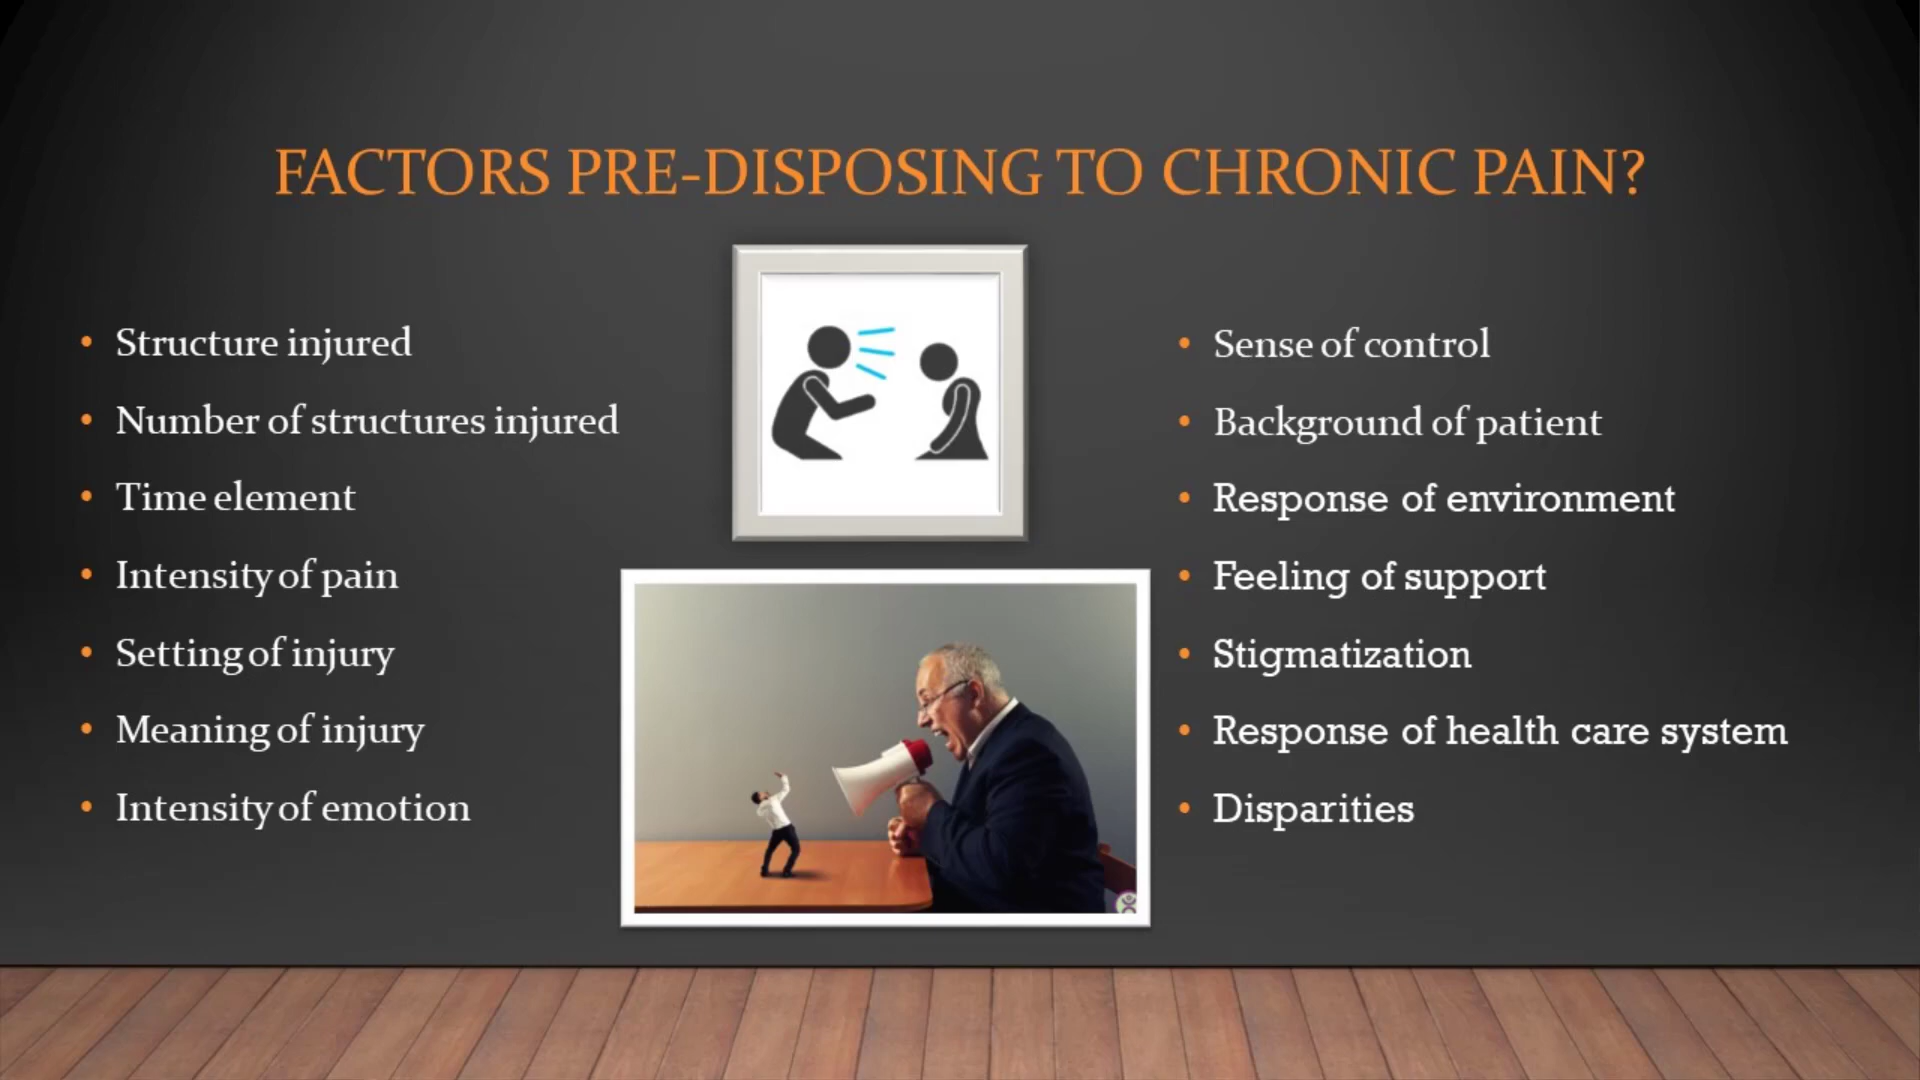 FACTORS PRE-DISPOSING TO CHRONIC PAIN?
• Structure injured
• Number of structures injured
• Time element
• Intensity of pain
• Setting of injury
• Meaning of injury
• Intensity of emotion
• Sense of control
• Background of patient
• Response of environment
• Feeling of support
• Stigmatization
• Response of health care system
• Disparities